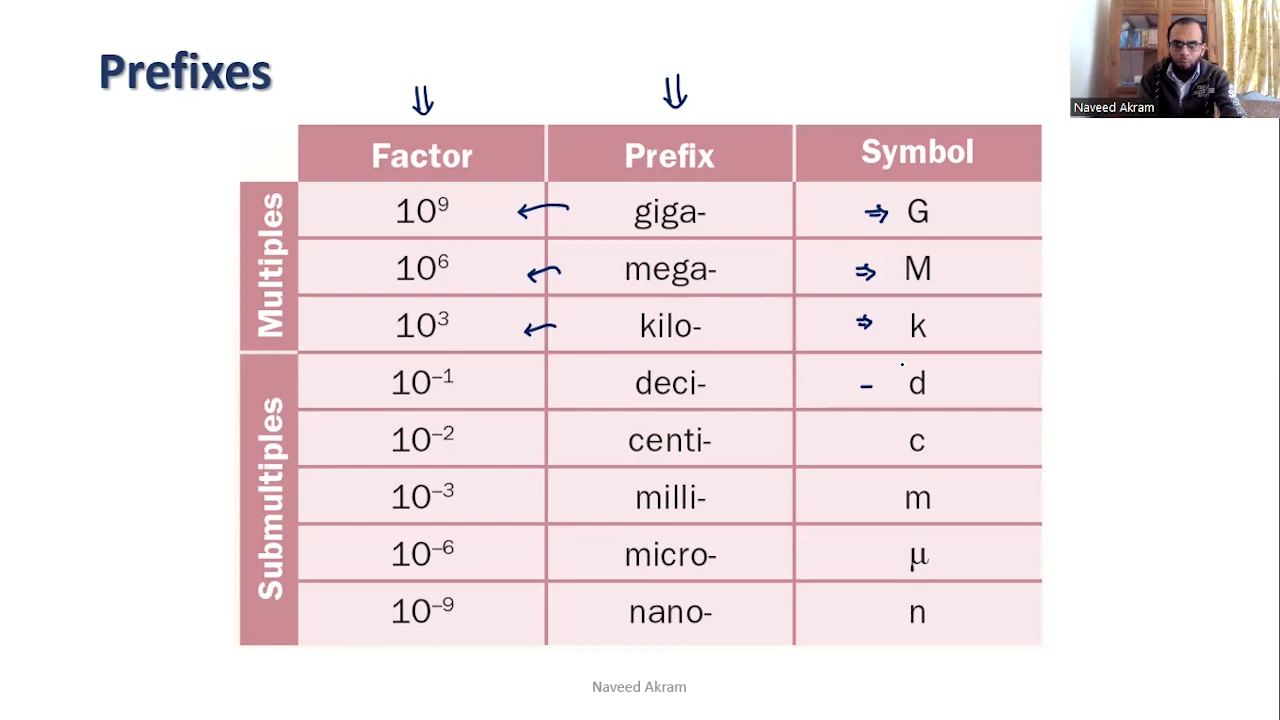 Prefixes
Naveed Akram
Factor Prefix Symbol
Multiples
10⁹ giga- G
10⁶ mega- M
10³ kilo- k
Submultiples
10⁻¹ deci- d
10⁻² centi- c
10⁻³ milli- m
10⁻⁶ micro- μ
10⁻⁹ nano- n
Naveed Akram